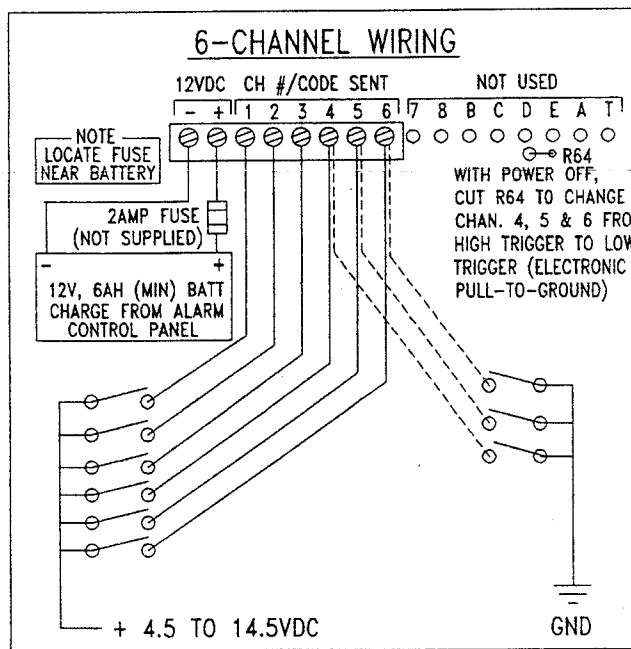 6-CHANNEL WIRING
12VDC CH #/CODE SENT NOT USED
- + 1 2 3 4 5 6 7 8 B C D E A T
NOTE
LOCATE FUSE
NEAR BATTERY
R64
WITH POWER OFF,
CUT R64 TO CHANGE
CHAN. 4, 5 & 6 FRO
HIGH TRIGGER TO LOW
TRIGGER (ELECTRONIC
PULL-TO-GROUND)
2AMP FUSE
(NOT SUPPLIED)
- +
12V, 6AH (MIN) BATT
CHARGE FROM ALARM
CONTROL PANEL
+ 4.5 TO 14.5VDC
GND